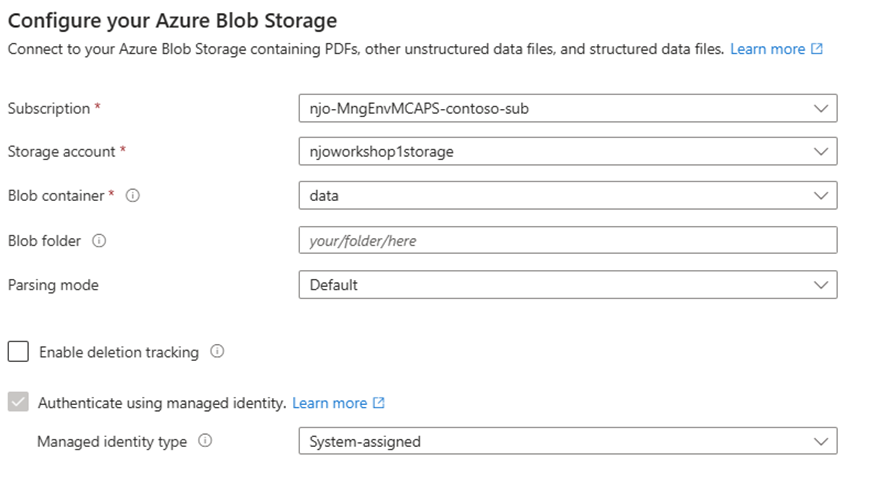 Configure your Azure Blob Storage
Connect to your Azure Blob Storage containing PDFs, other unstructured data files, and structured data files. Learn more
Subscription * njo-MngEnvMCAPS-contoso-sub
Storage account * njoworkshop1storage
Blob container * data
Blob folder your/folder/here
Parsing mode Default
Enable deletion tracking
Authenticate using managed identity. Learn more
Managed identity type System-assigned